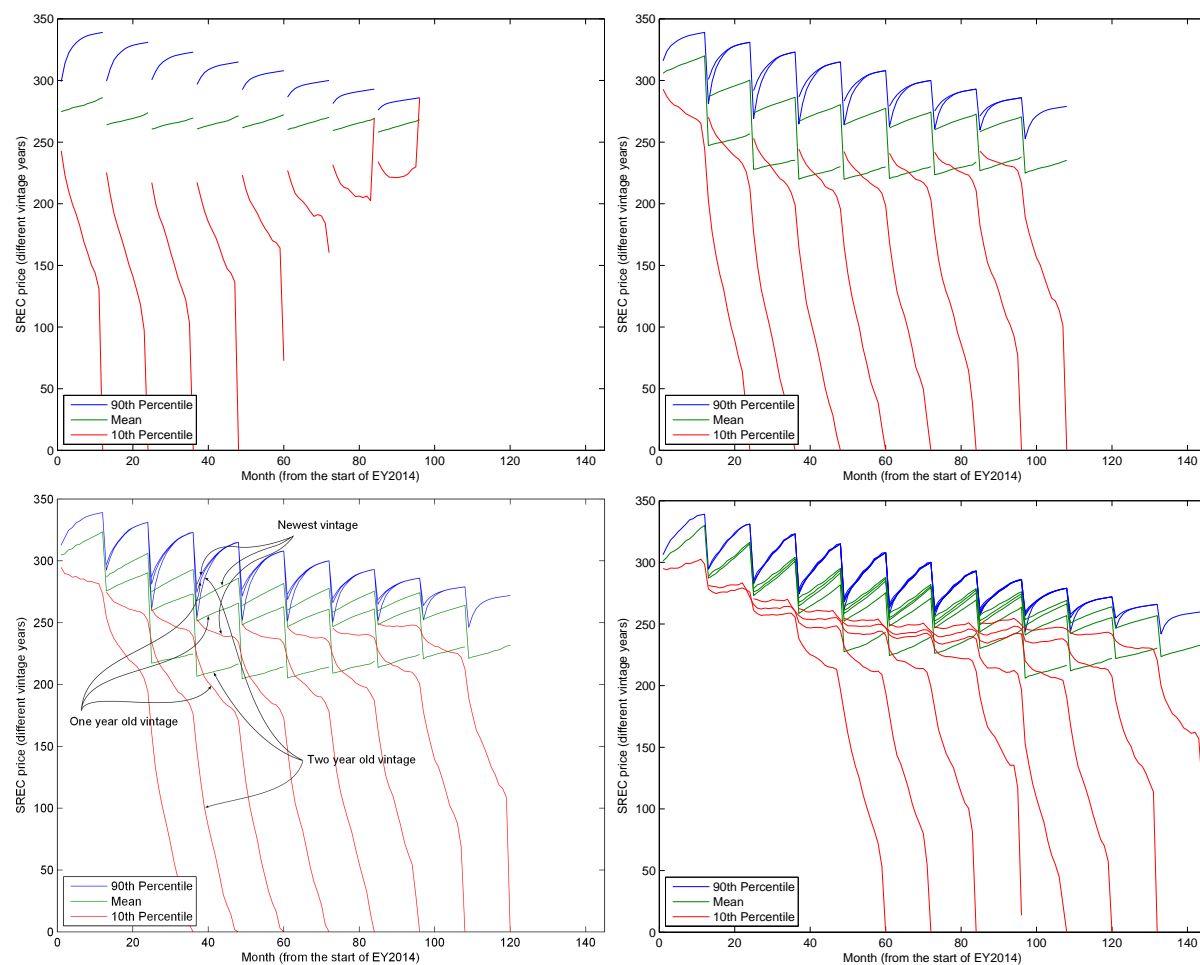 350
300
250
200
150
100
50
0
SREC price (different vintage years)
90th Percentile
Mean
10th Percentile
0 20 40 60 80 100 120 140
Month (from the start of EY2014)
350
300
250
200
150
100
50
0
SREC price (different vintage years)
90th Percentile
Mean
10th Percentile
0 20 40 60 80 100 120 140
Month (from the start of EY2014)
350
300
250
200
150
100
50
0
SREC price (different vintage years)
Newest vintage
One year old vintage
Two year old vintage
90th Percentile
Mean
10th Percentile
0 20 40 60 80 100 120 140
Month (from the start of EY2014)
350
300
250
200
150
100
50
0
SREC price (different vintage years)
90th Percentile
Mean
10th Percentile
0 20 40 60 80 100 120 140
Month (from the start of EY2014)